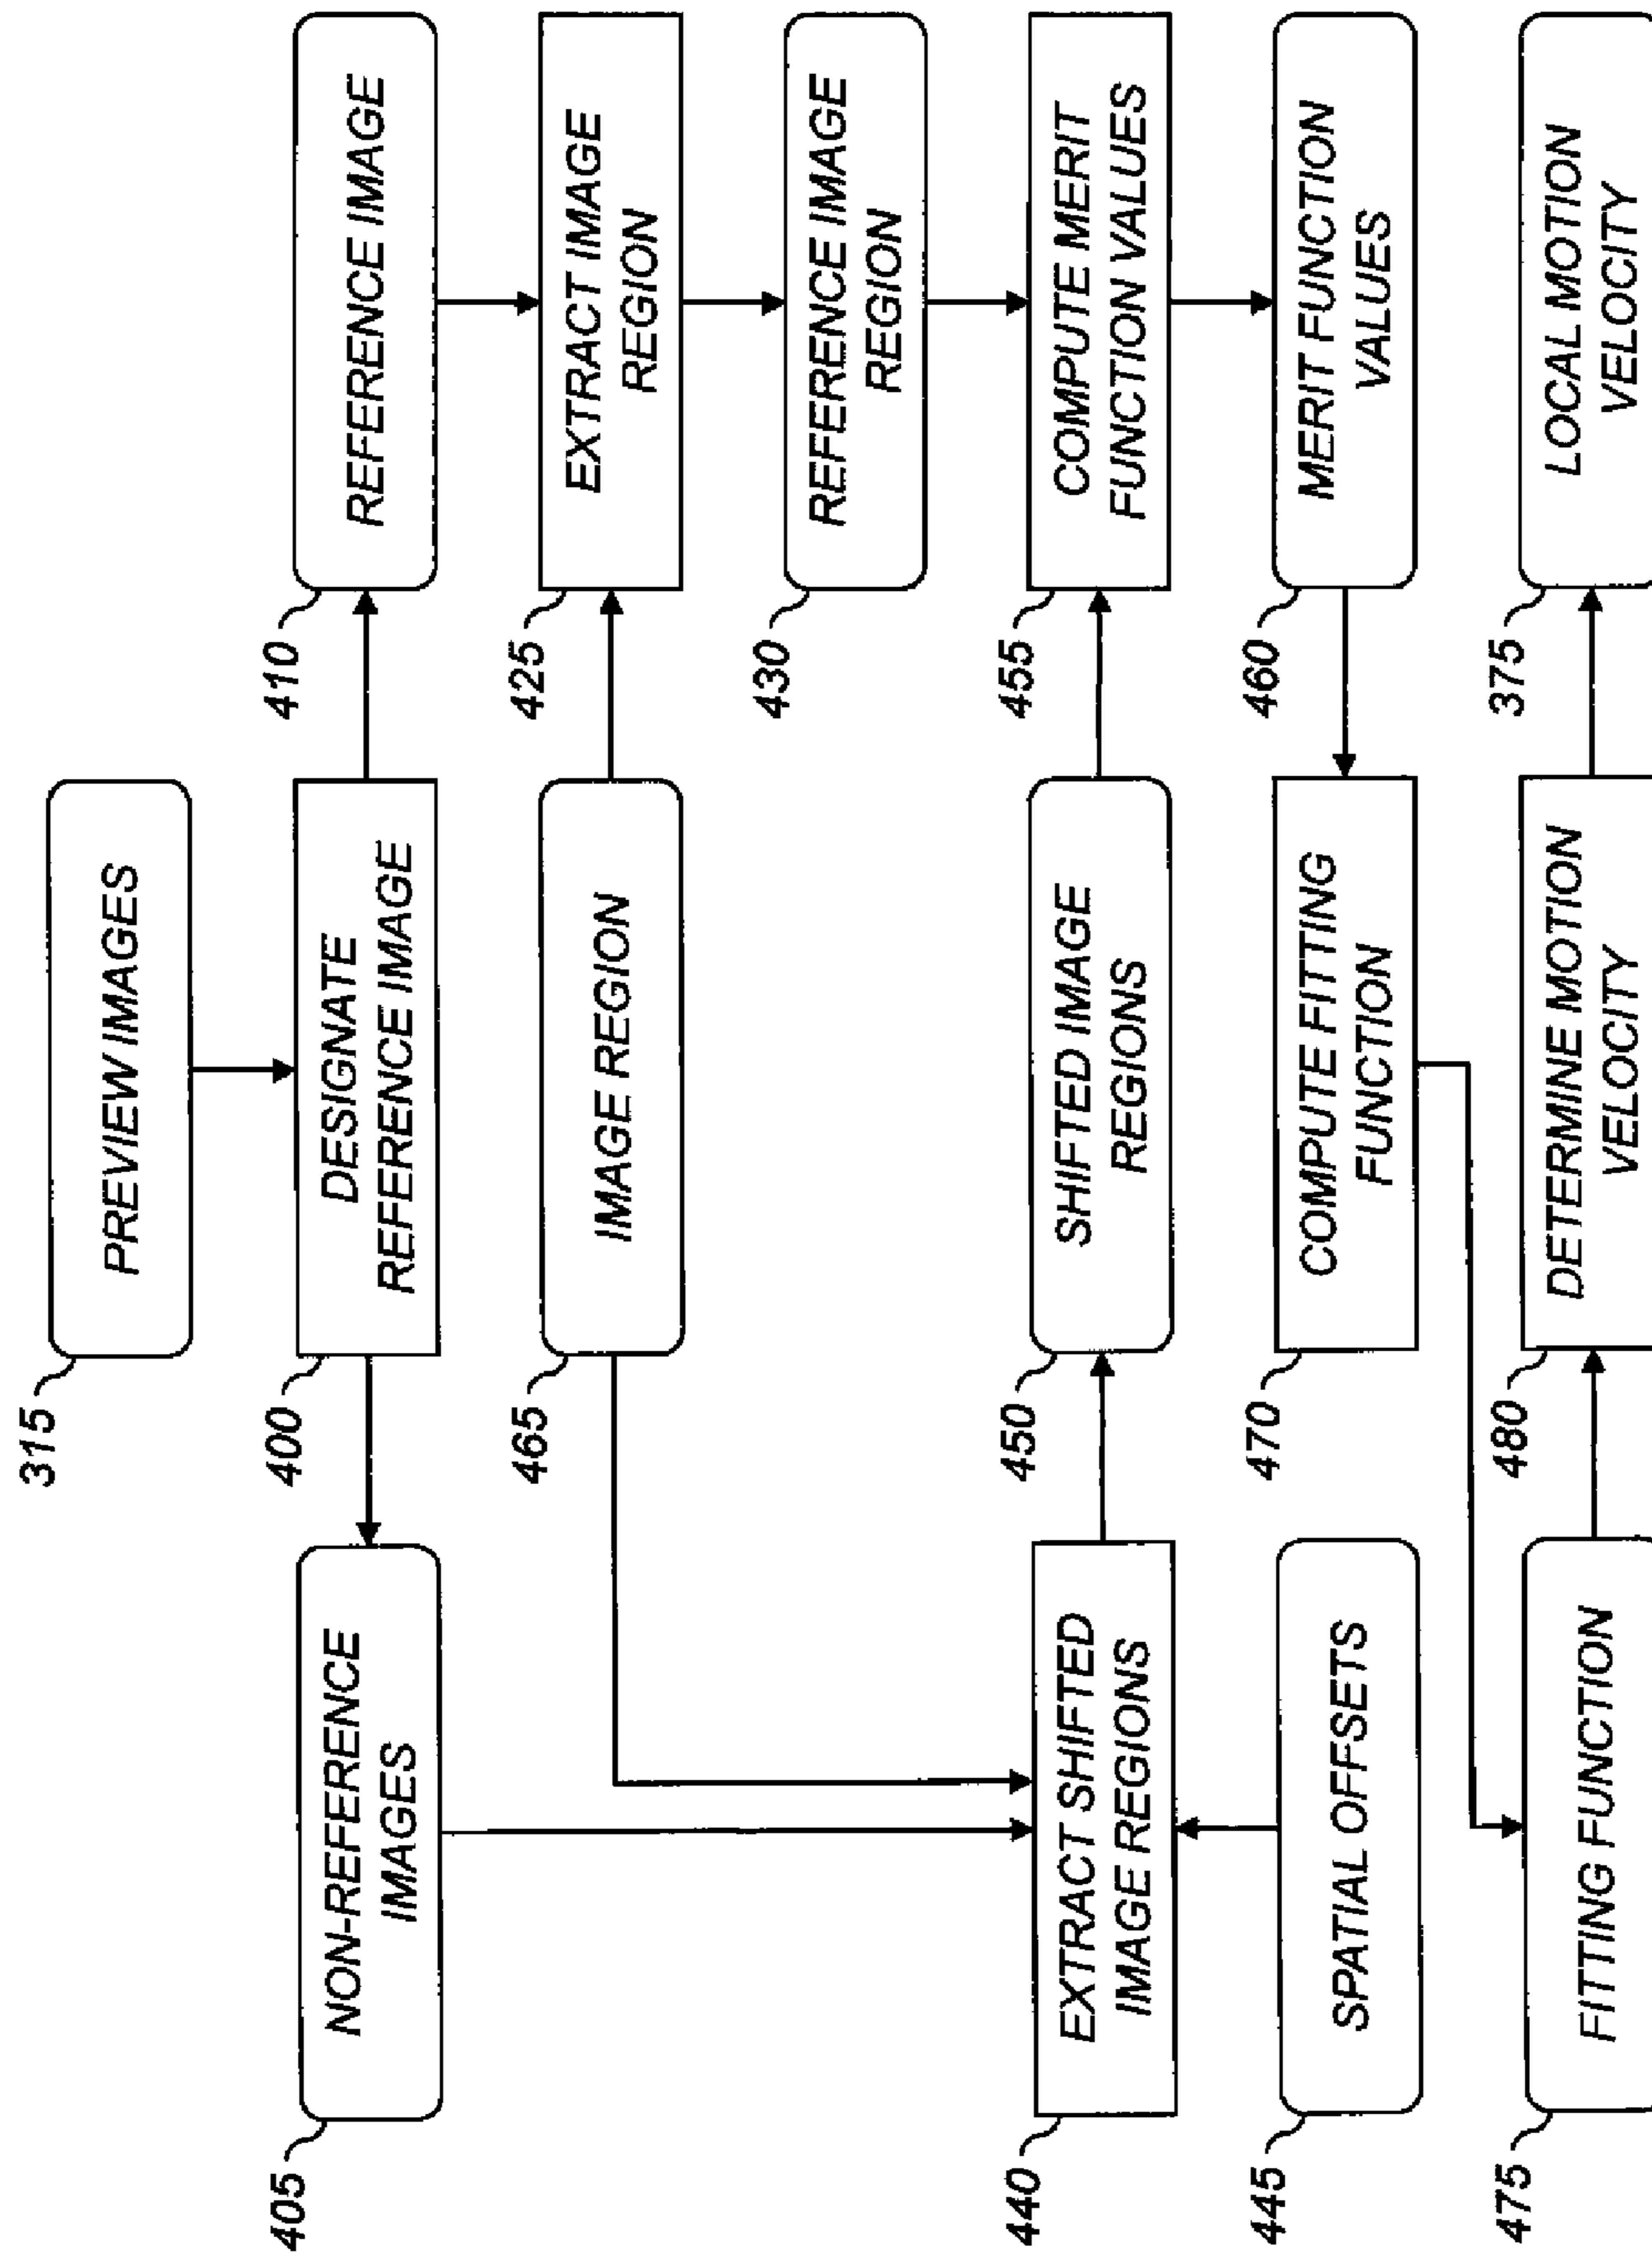 315
PREVIEW IMAGES
405
NON-REFERENCE
IMAGES
400
DESIGNATE
REFERENCE IMAGE
410
REFERENCE IMAGE
465
IMAGE REGION
425
EXTRACT IMAGE
REGION
430
REFERENCE IMAGE
REGION
440
EXTRACT SHIFTED
IMAGE REGIONS
450
SHIFTED IMAGE
REGIONS
455
COMPUTE MERIT
FUNCTION VALUES
445
SPATIAL OFFSETS
470
COMPUTE FITTING
FUNCTION
460
MERIT FUNCTION
VALUES
475
FITTING FUNCTION
480
DETERMINE MOTION
VELOCITY
375
LOCAL MOTION
VELOCITY